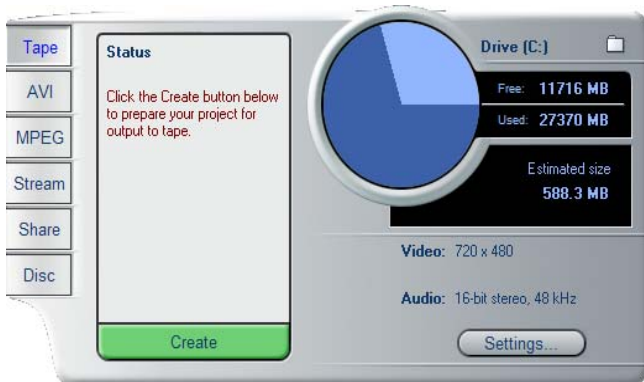 Tape
AVI
MPEG
Stream
Share
Disc
Status
Click the Create button below
to prepare your project for
output to tape.
Create
Drive (C:)
Free: 11716 MB
Used: 27370 MB
Estimated size
588.3 MB
Video: 720 x 480
Audio: 16-bit stereo, 48 kHz
Settings...